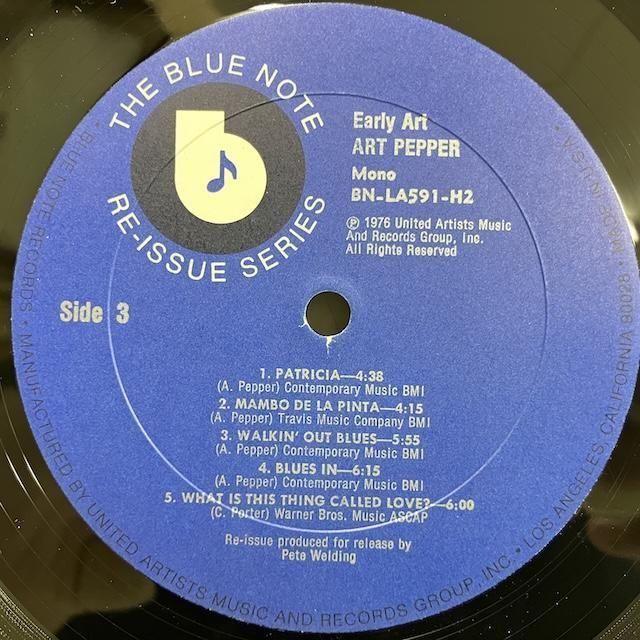 THE BLUE NOTE
RE-ISSUE SERIES
b
Early Art
ART PEPPER
Mono
BN-LA591-H2
℗ 1976 United Artists Music
And Records Group, Inc.
All Rights Reserved
Side 3
1. PATRICIA—4:38
(A. Pepper) Contemporary Music BMI
2. MAMBO DE LA PINTA—4:15
(A. Pepper) Travis Music Company BMI
3. WALKIN' OUT BLUES—5:55
(A. Pepper) Contemporary Music BMI
4. BLUES IN—6:15
(A. Pepper) Contemporary Music BMI
5. WHAT IS THIS THING CALLED LOVE?—6:00
(C. Porter) Warner Bros. Music ASCAP
Re-issue produced for release by
Pete Welding
• BLUE NOTE RECORDS • MANUFACTURED BY UNITED ARTISTS MUSIC AND RECORDS GROUP, INC. • LOS ANGELES, CALIFORNIA 90028 • MADE IN U.S.A.